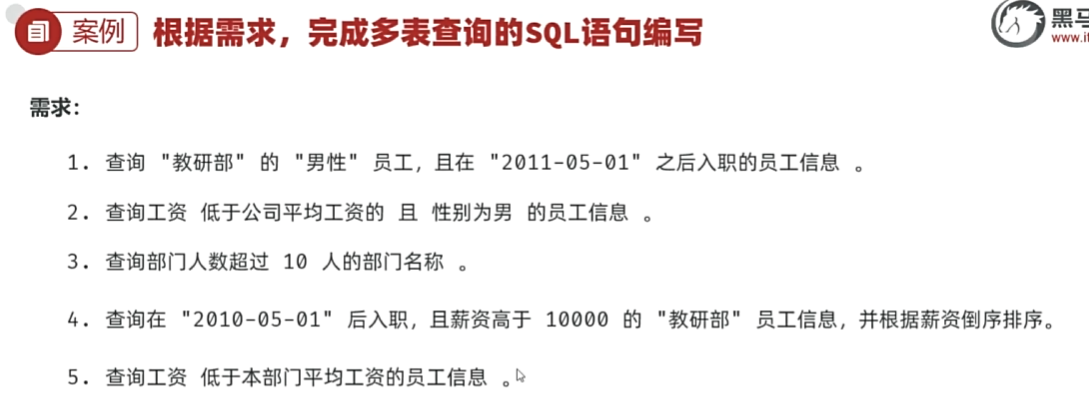 案例
根据需求，完成多表查询的SQL语句编写
黑马
www.it
需求：
1. 查询 "教研部" 的 "男性" 员工，且在 "2011-05-01" 之后入职的员工信息 。
2. 查询工资 低于公司平均工资的 且 性别为男 的员工信息 。
3. 查询部门人数超过 10 人的部门名称 。
4. 查询在 "2010-05-01" 后入职，且薪资高于 10000 的 "教研部" 员工信息，并根据薪资倒序排序。
5. 查询工资 低于本部门平均工资的员工信息 。